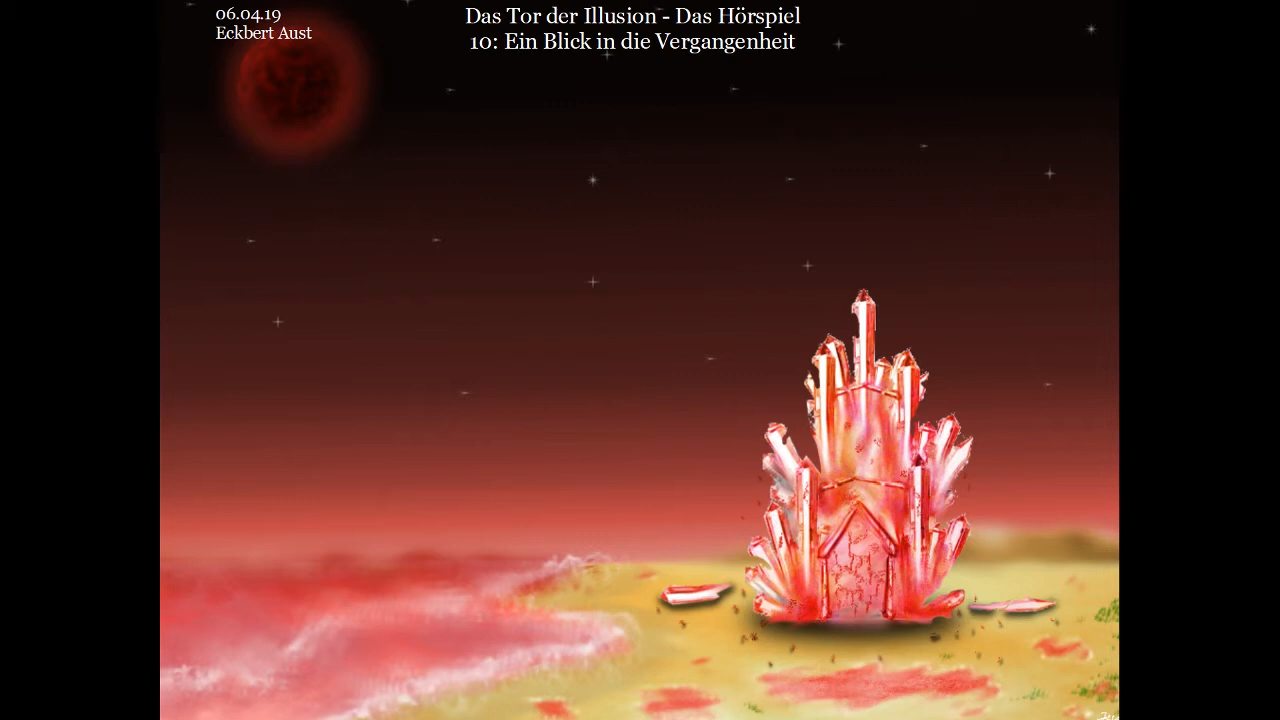 06.04.19
Eckbert Aust
Das Tor der Illusion - Das Hörspiel
10: Ein Blick in die Vergangenheit